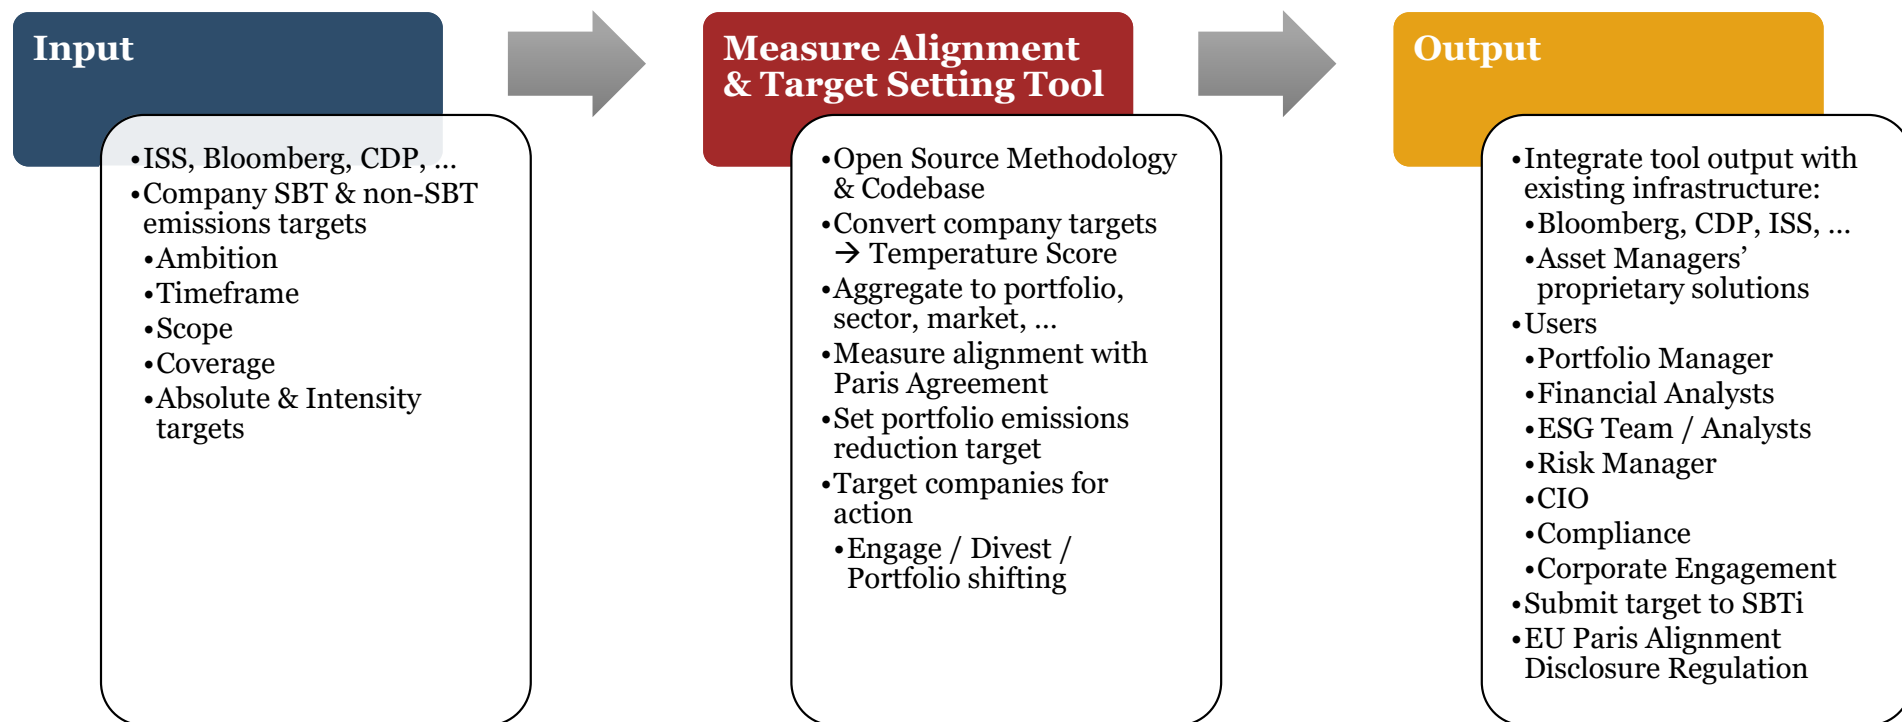 Input
•ISS, Bloomberg, CDP, ...
•Company SBT & non-SBT
emissions targets
•Ambition
•Timeframe
•Scope
•Coverage
•Absolute & Intensity
targets
Measure Alignment
& Target Setting Tool
•Open Source Methodology
& Codebase
•Convert company targets
→ Temperature Score
•Aggregate to portfolio,
sector, market, ...
•Measure alignment with
Paris Agreement
•Set portfolio emissions
reduction target
•Target companies for
action
•Engage / Divest /
Portfolio shifting
Output
•Integrate tool output with
existing infrastructure:
•Bloomberg, CDP, ISS, ...
•Asset Managers’
proprietary solutions
•Users
•Portfolio Manager
•Financial Analysts
•ESG Team / Analysts
•Risk Manager
•CIO
•Compliance
•Corporate Engagement
•Submit target to SBTi
•EU Paris Alignment
Disclosure Regulation